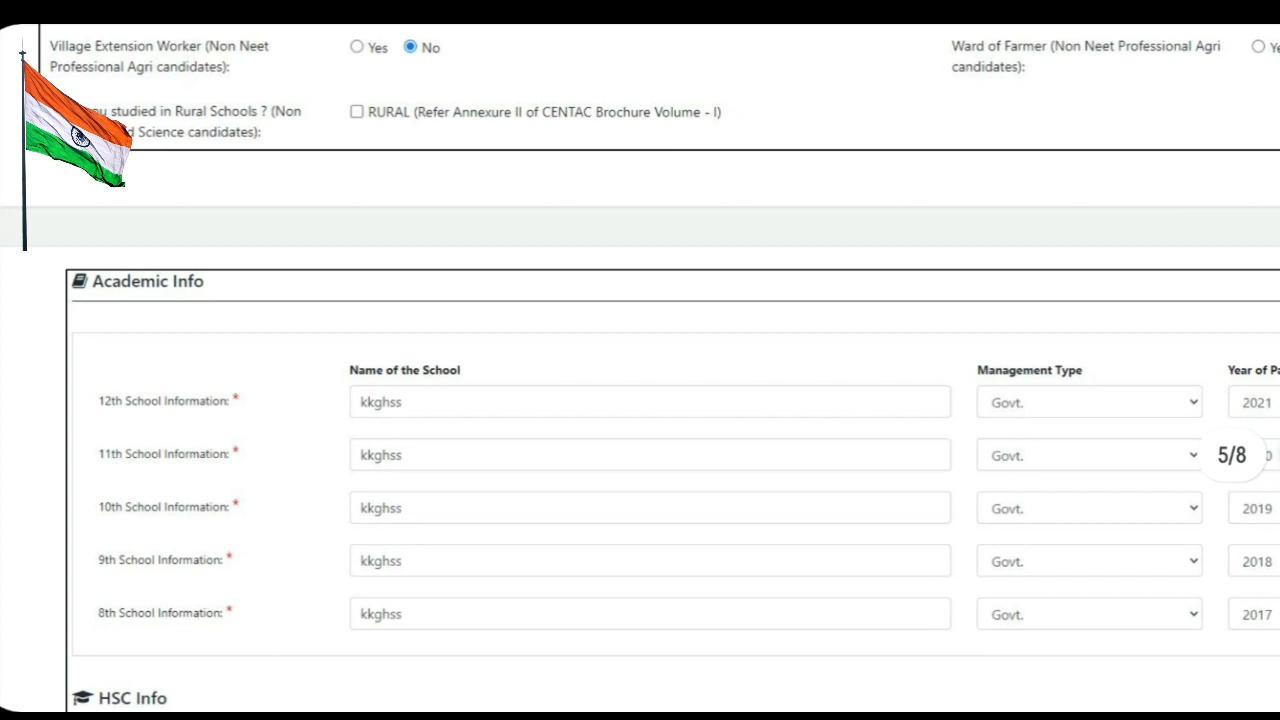 Village Extension Worker (Non Neet
Professional Agri candidates):
Yes
No
Ward of Farmer (Non Neet Professional Agri
candidates):
studied in Rural Schools ? (Non
Science candidates):
RURAL (Refer Annexure II of CENTAC Brochure Volume - I)
Academic Info
Name of the School
Management Type
Year of
12th School Information: *
kkghss
Govt.
2021
11th School Information: *
kkghss
Govt.
5/8
10th School Information: *
kkghss
Govt.
2019
9th School Information: *
kkghss
Govt.
2018
8th School Information: *
kkghss
Govt.
2017
HSC Info